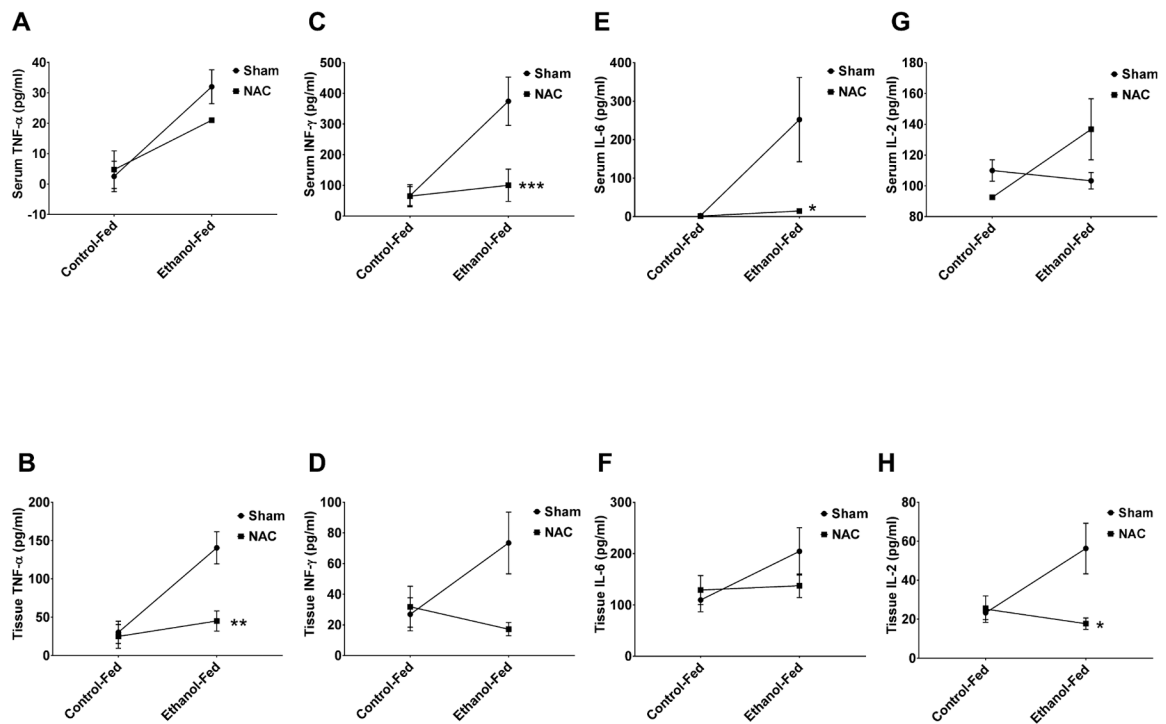 A
Serum TNF-α (pg/ml)
40
30
20
10
0
-10
Control-Fed
Ethanol-Fed
Sham
NAC
C
Serum INF-γ (pg/ml)
500
400
300
200
100
0
Control-Fed
Ethanol-Fed
Sham
NAC
***
E
Serum IL-6 (pg/ml)
400
300
200
100
0
Control-Fed
Ethanol-Fed
Sham
NAC
*
G
Serum IL-2 (pg/ml)
180
160
140
120
100
80
Control-Fed
Ethanol-Fed
Sham
NAC
B
Tissue TNF-α (pg/ml)
200
150
100
50
0
Control-Fed
Ethanol-Fed
Sham
NAC
**
D
Tissue INF-γ (pg/ml)
100
80
60
40
20
0
Control-Fed
Ethanol-Fed
Sham
NAC
F
Tissue IL-6 (pg/ml)
300
200
100
0
Control-Fed
Ethanol-Fed
Sham
NAC
H
Tissue IL-2 (pg/ml)
80
60
40
20
0
Control-Fed
Ethanol-Fed
Sham
NAC
*